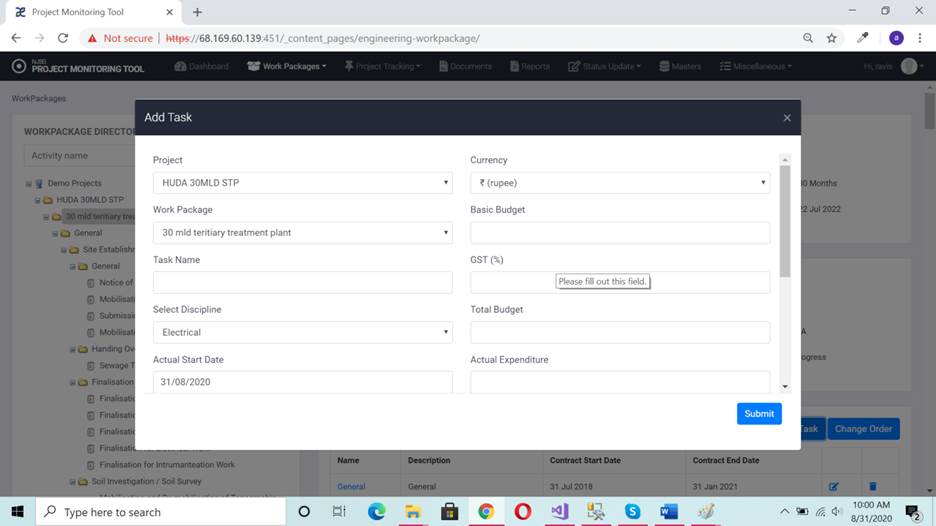 Project Monitoring Tool
Not secure | https://68.169.60.139:451/_content_pages/engineering-workpackage/
a
NJSEI
PROJECT MONITORING TOOL
Dashboard
Work Packages
Project Tracking
Documents
Reports
Status Update
Masters
Miscellaneous
Hi, ravis
WorkPackages
WORKPACKAGE DIRECTO
Activity name
Demo Projects
HUDA 30MLD STP
30 mld teritiary trea
General
Site Establishm
General
Notice of
Mobilisat
Submissi
Mobilisati
Handing Ov
Sewage T
Finalisation
Finalisati
Finalisati
Finalisati
Finalisation for Intrumanteation Work
Soil Investigation / Soil Survey
Add Task
Project
HUDA 30MLD STP
Work Package
30 mld teritiary treatment plant
Task Name
Select Discipline
Electrical
Actual Start Date
31/08/2020
Currency
₹ (rupee)
Basic Budget
GST (%)
Please fill out this field.
Total Budget
Actual Expenditure
Submit
30 Months
22 Jul 2022
A
rogress
Task
Change Order
Name
Description
Contract Start Date
Contract End Date
General
General
31 Jul 2018
31 Jan 2021
Type here to search
10:00 AM
8/31/2020
2